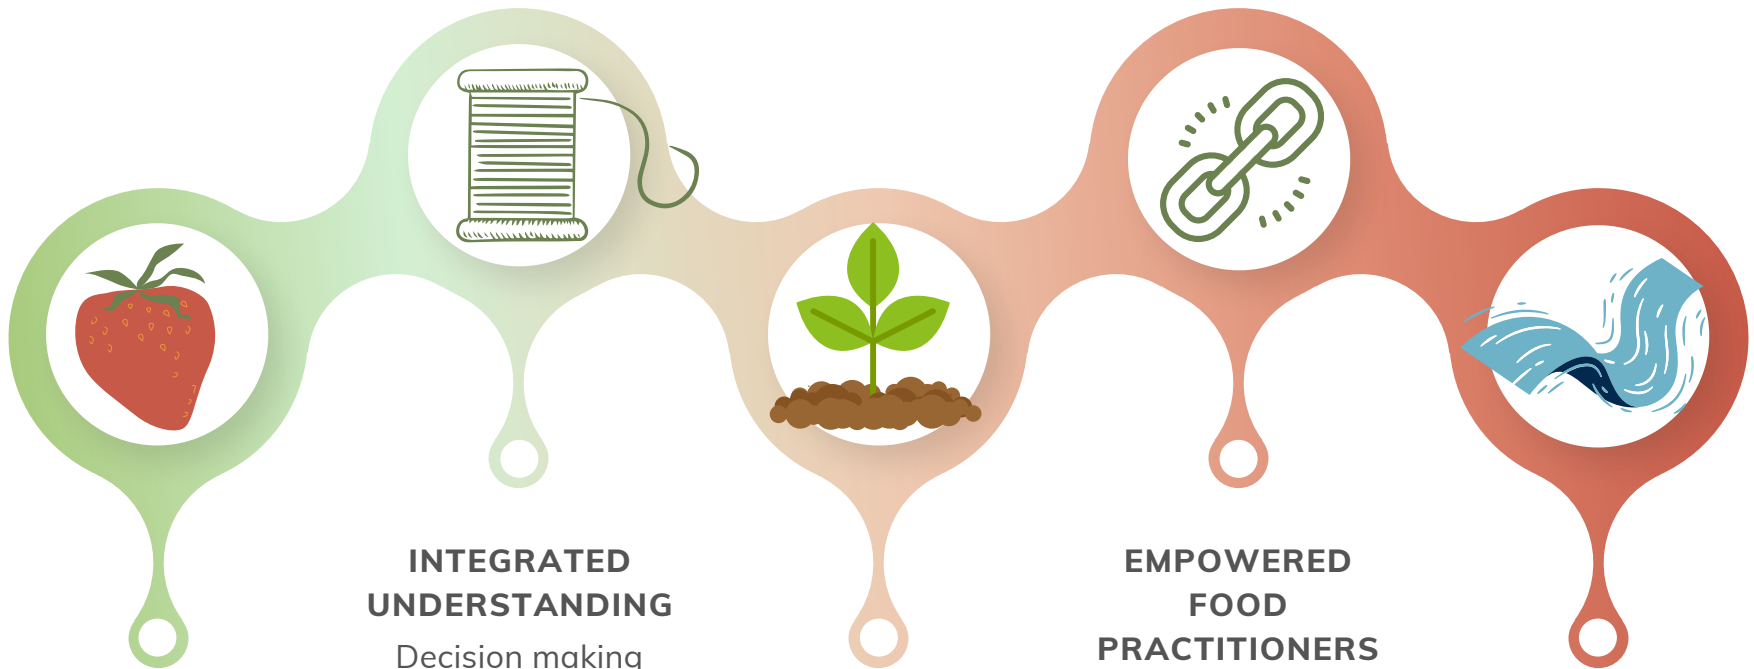 INTEGRATED
UNDERSTANDING
Decision making
EMPOWERED
FOOD
PRACTITIONERS